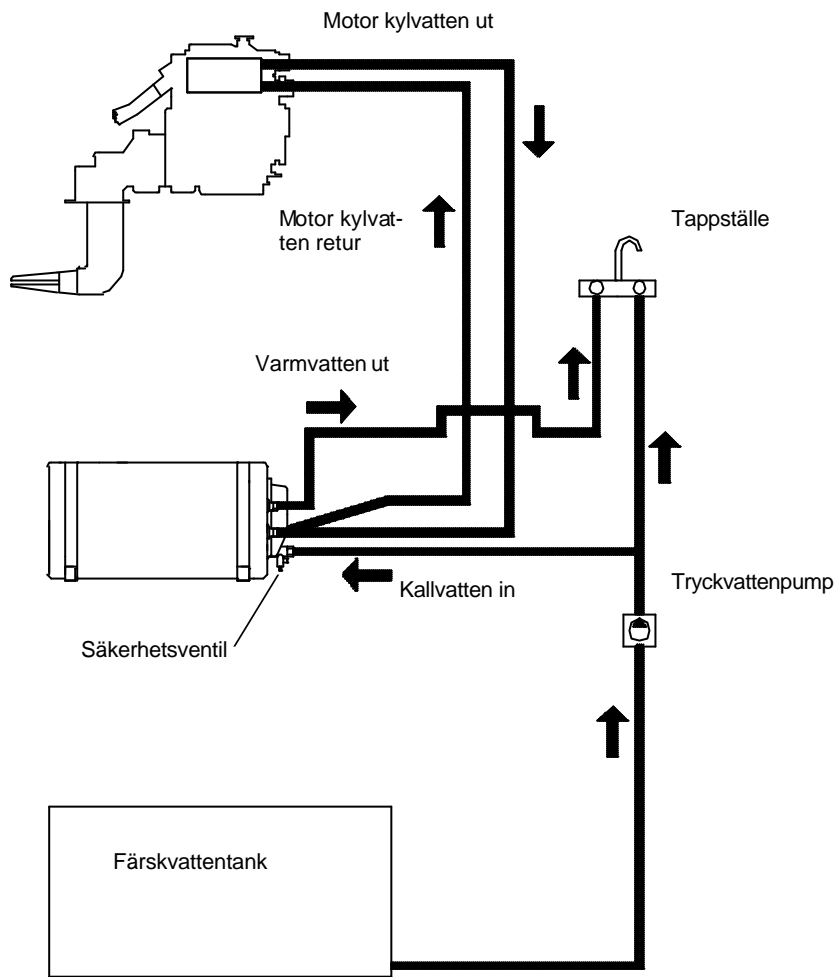 Motor kylvatten ut
Motor kylvat-
ten retur
Tappställe
Varmvatten ut
Kallvatten in
Tryckvattenpump
Säkerhetsventil
Färskvattentank